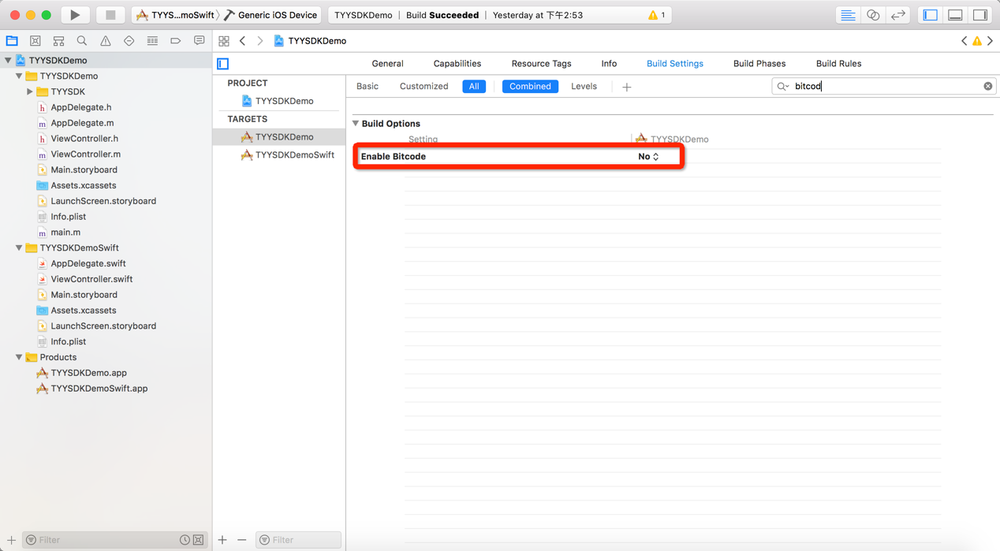 TYYS...moSwift Generic iOS Device TYYSDKDemo Build Succeeded Yesterday at 下午2:53 1
TYYSDKDemo
TYYSDKDemo
TYYSDKDemo
TYYSDK
AppDelegate.h
AppDelegate.m
ViewController.h
ViewController.m
Main.storyboard
Assets.xcassets
LaunchScreen.storyboard
Info.plist
main.m
TYYSDKDemoSwift
AppDelegate.swift
ViewController.swift
Main.storyboard
Assets.xcassets
LaunchScreen.storyboard
Info.plist
Products
TYYSDKDemo.app
TYYSDKDemoSwift.app
Filter
PROJECT
TYYSDKDemo
TARGETS
TYYSDKDemo
TYYSDKDemoSwift
Filter
General Capabilities Resource Tags Info Build Settings Build Phases Build Rules
Basic Customized All Combined Levels bitcod
Build Options
Setting TYYSDKDemo
Enable Bitcode No